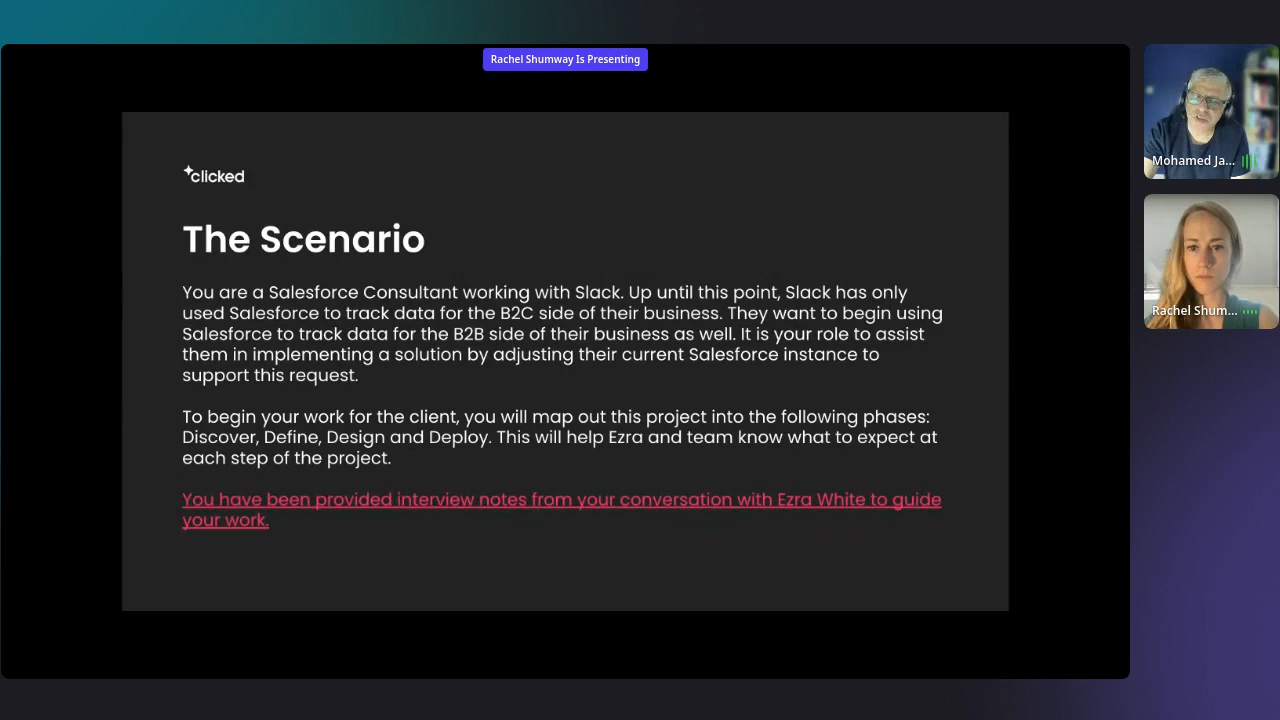 Rachel Shumway Is Presenting
clicked
The Scenario
You are a Salesforce Consultant working with Slack. Up until this point, Slack has only
used Salesforce to track data for the B2C side of their business. They want to begin using
Salesforce to track data for the B2B side of their business as well. It is your role to assist
them in implementing a solution by adjusting their current Salesforce instance to
support this request.
To begin your work for the client, you will map out this project into the following phases:
Discover, Define, Design and Deploy. This will help Ezra and team know what to expect at
each step of the project.
You have been provided interview notes from your conversation with Ezra White to guide
your work.
Mohamed Ja...
Rachel Shum...